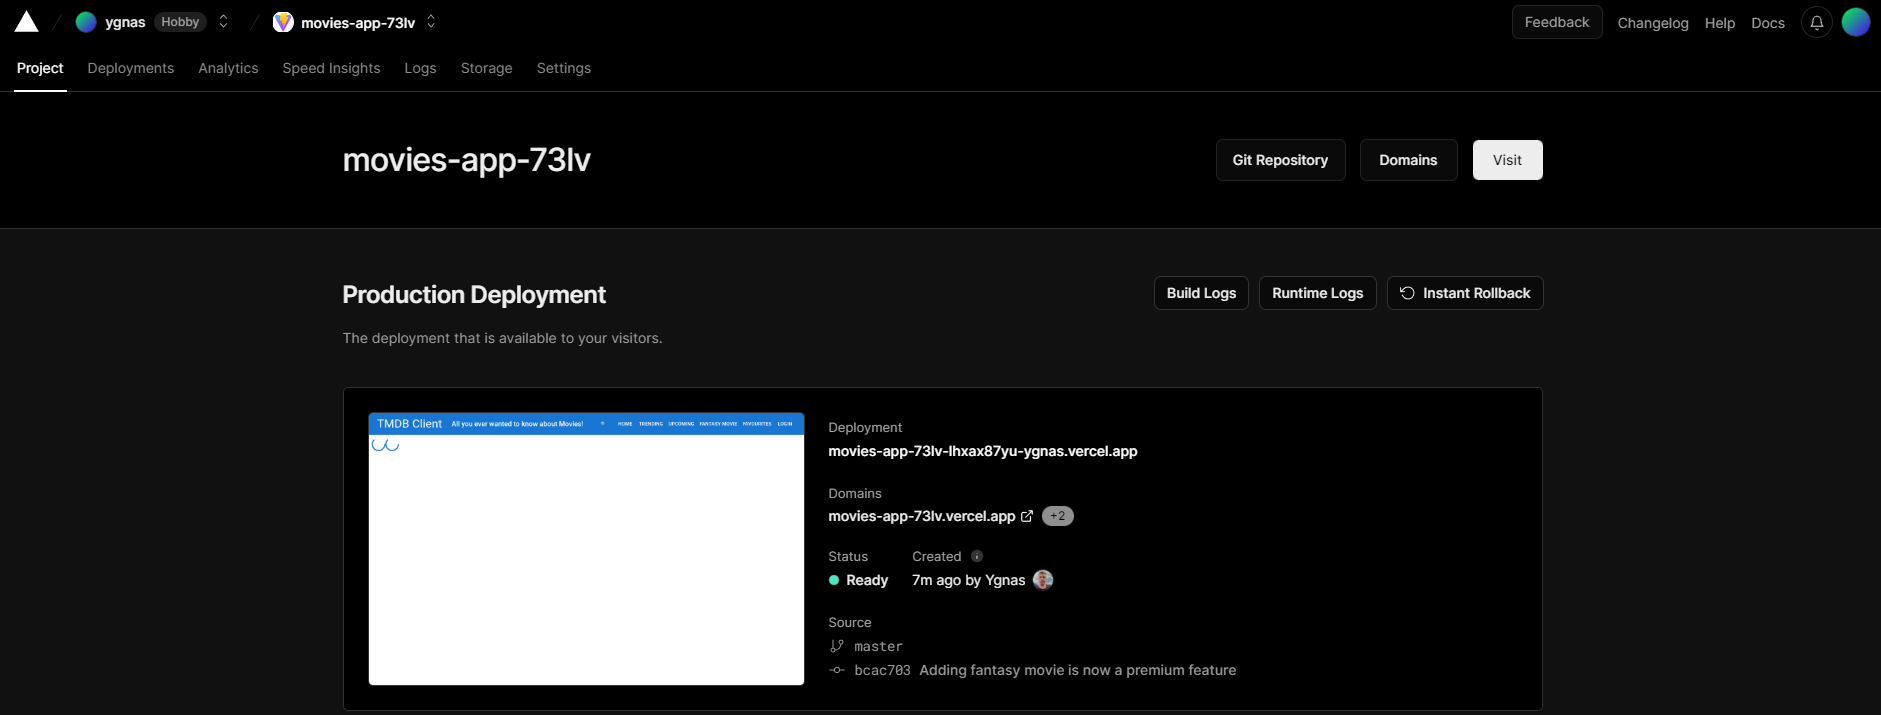 ygnas Hobby movies-app-73lv Feedback Changelog Help Docs
Project Deployments Analytics Speed Insights Logs Storage Settings
movies-app-73lv Git Repository Domains Visit
Production Deployment Build Logs Runtime Logs Instant Rollback
The deployment that is available to your visitors.
TMDB Client All you ever wanted to know about Movies! HOME TRENDING UPCOMING FANTASY MOVIE FAVOURITES LOGIN
Deployment
movies-app-73lv-lhxax87yu-ygnas.vercel.app
Domains
movies-app-73lv.vercel.app +2
Status Created
Ready 7m ago by Ygnas
Source
master
bcac703 Adding fantasy movie is now a premium feature